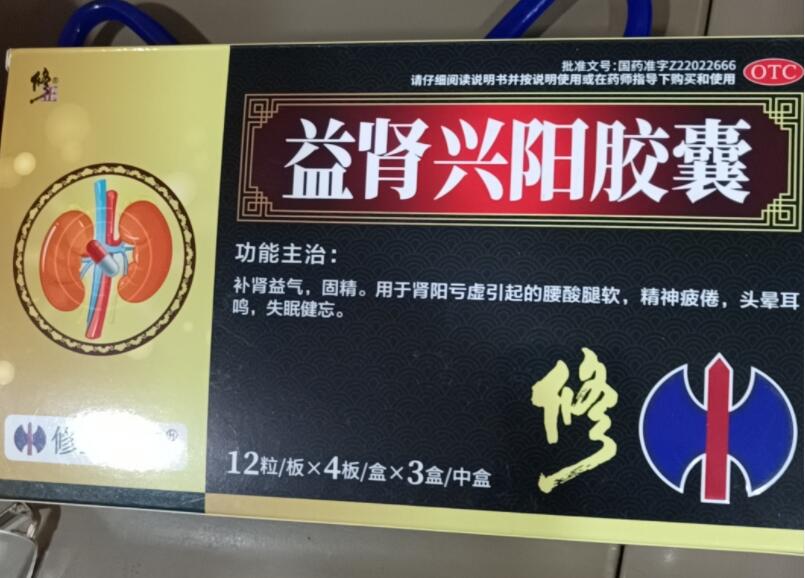 修®
正
批准文号:国药准字Z22022666
请仔细阅读说明书并按说明使用或在药师指导下购买和使用
OTC
益肾兴阳胶囊
功能主治:
补肾益气,固精。用于肾阳亏虚引起的腰酸腿软,精神疲倦,头晕耳
鸣,失眠健忘。
修
修
®
12粒/板×4板/盒×3盒/中盒